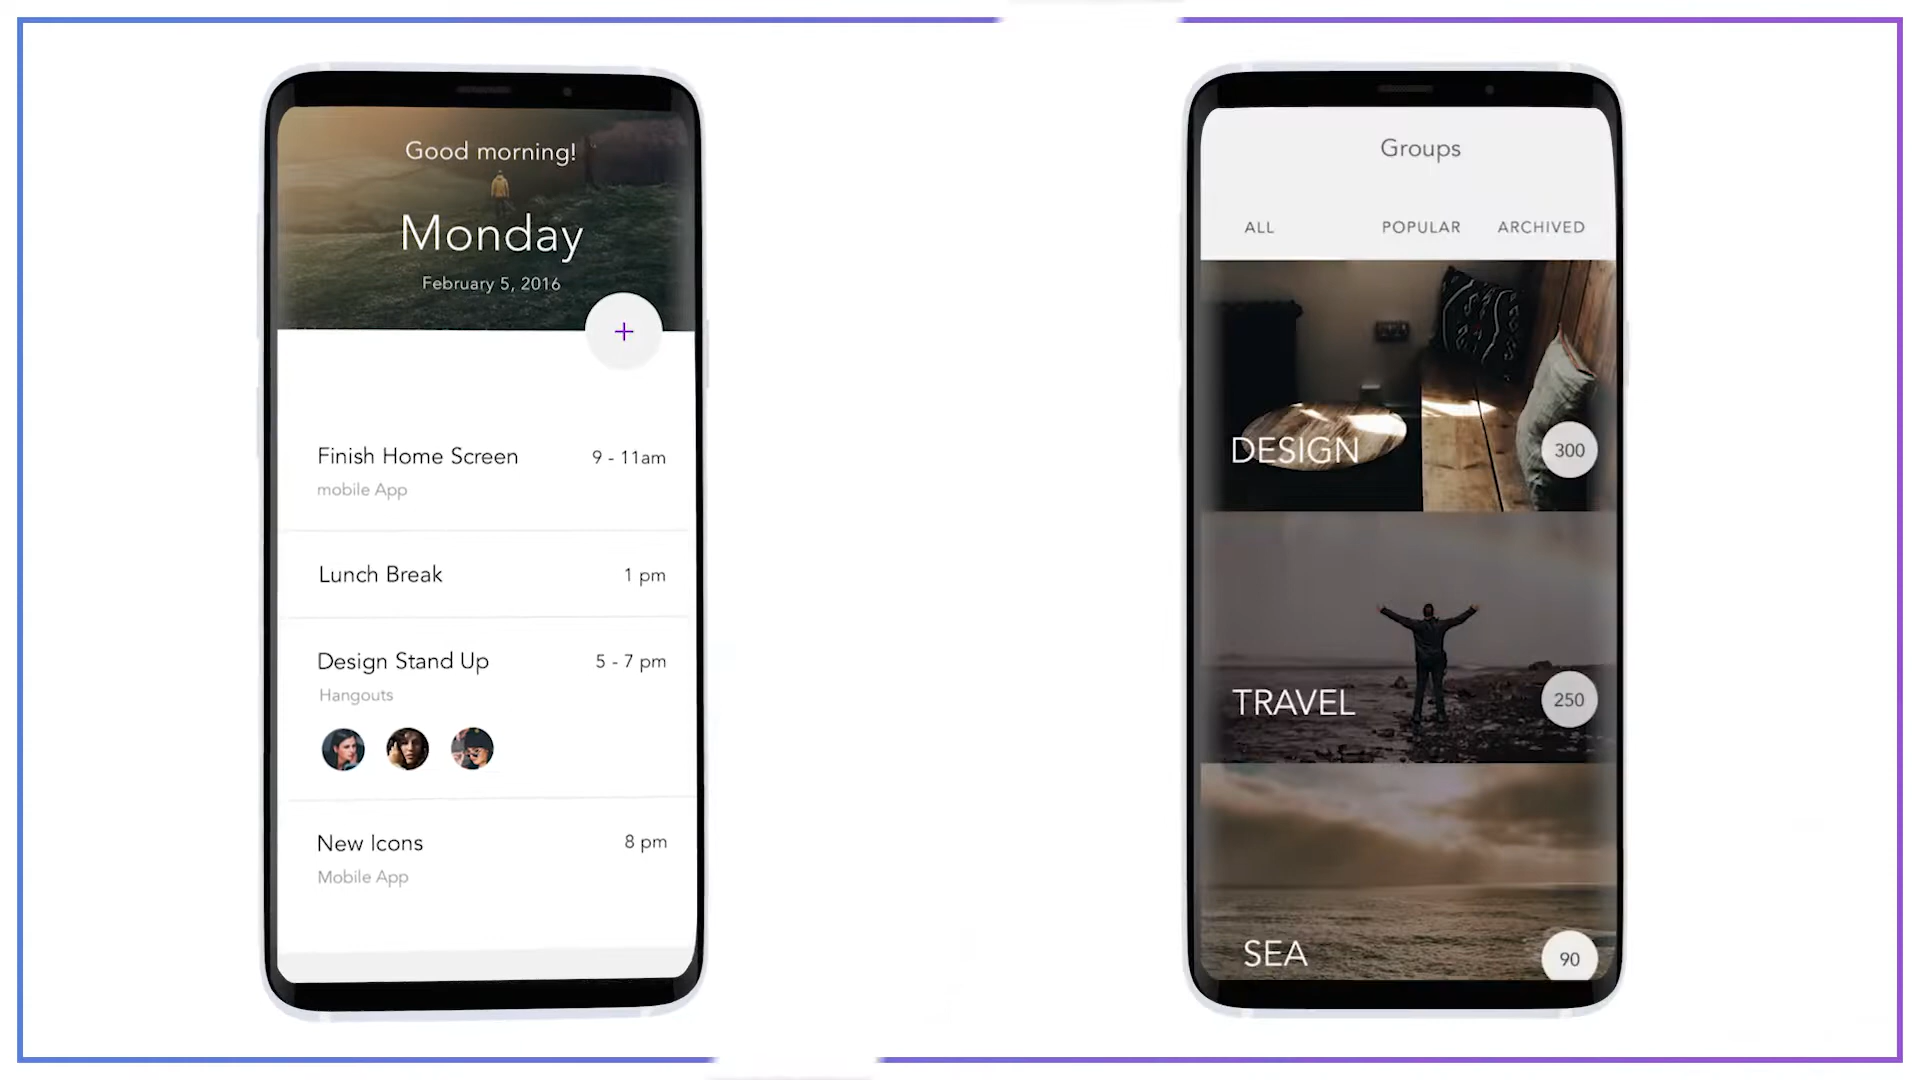 Good morning!
Monday
February 5, 2016
+
Finish Home Screen 9 - 11am
mobile App
Lunch Break 1 pm
Design Stand Up 5 - 7 pm
Hangouts
New Icons 8 pm
Mobile App
Groups
ALL POPULAR ARCHIVED
DESIGN 300
TRAVEL 250
SEA 90